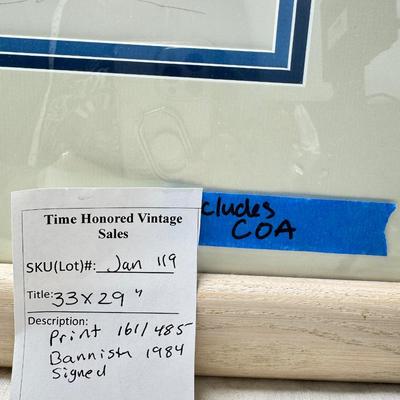 cludes
COA
Time Honored Vintage
Sales
SKU(Lot)#: Jan 119
Title: 33x29"
Description:
Print 161/485
Bannish 1984
Signed